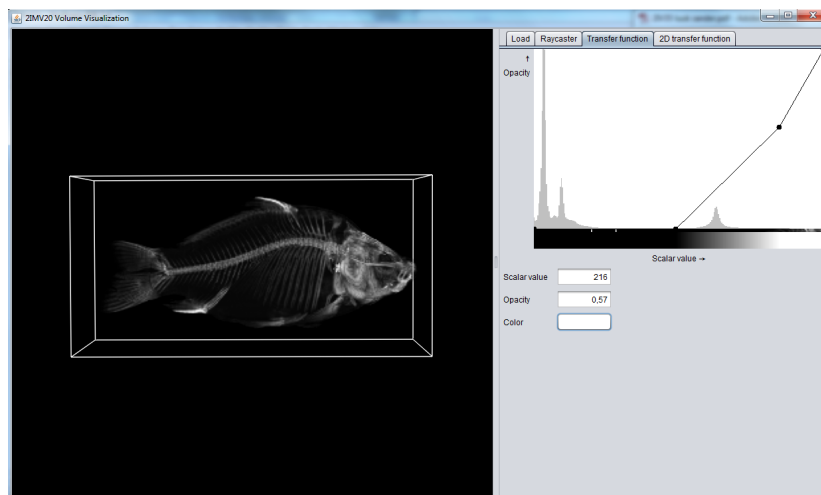 2IMV20 Volume Visualization
Load Raycaster Transfer function 2D transfer function
↑
Opacity
Scalar value →
Scalar value 216
Opacity 0,57
Color